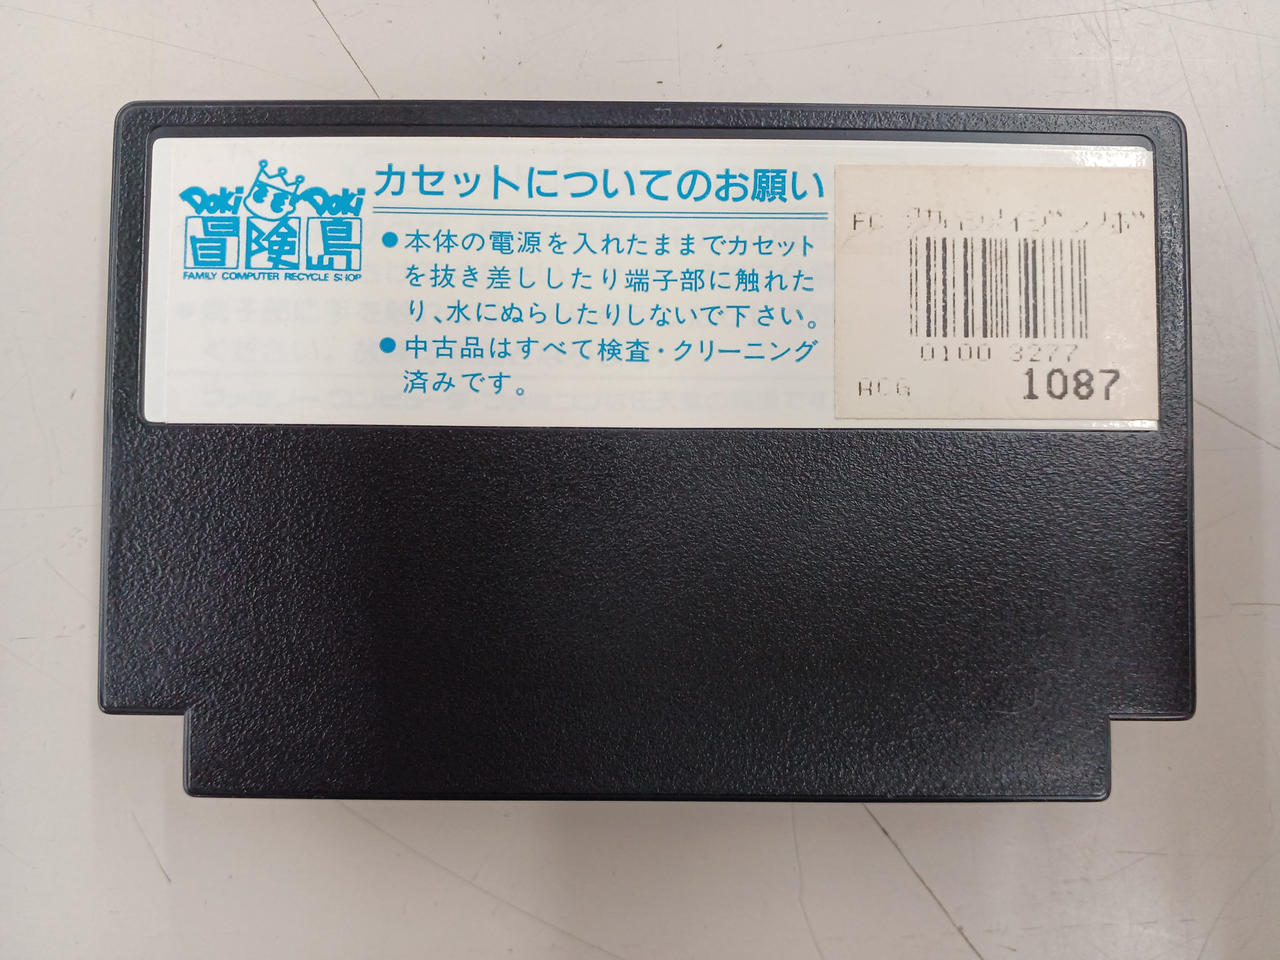 Doki Doki
冒険島
FAMILY COMPUTER RECYCLE SHOP
カセットについてのお願い
●本体の電源を入れたままでカセット
を抜き差ししたり端子部に触れた
り、水にぬらしたりしないで下さい。
●中古品はすべて検査・クリーニング
済みです。
FC
0100 3277
ACG 1087